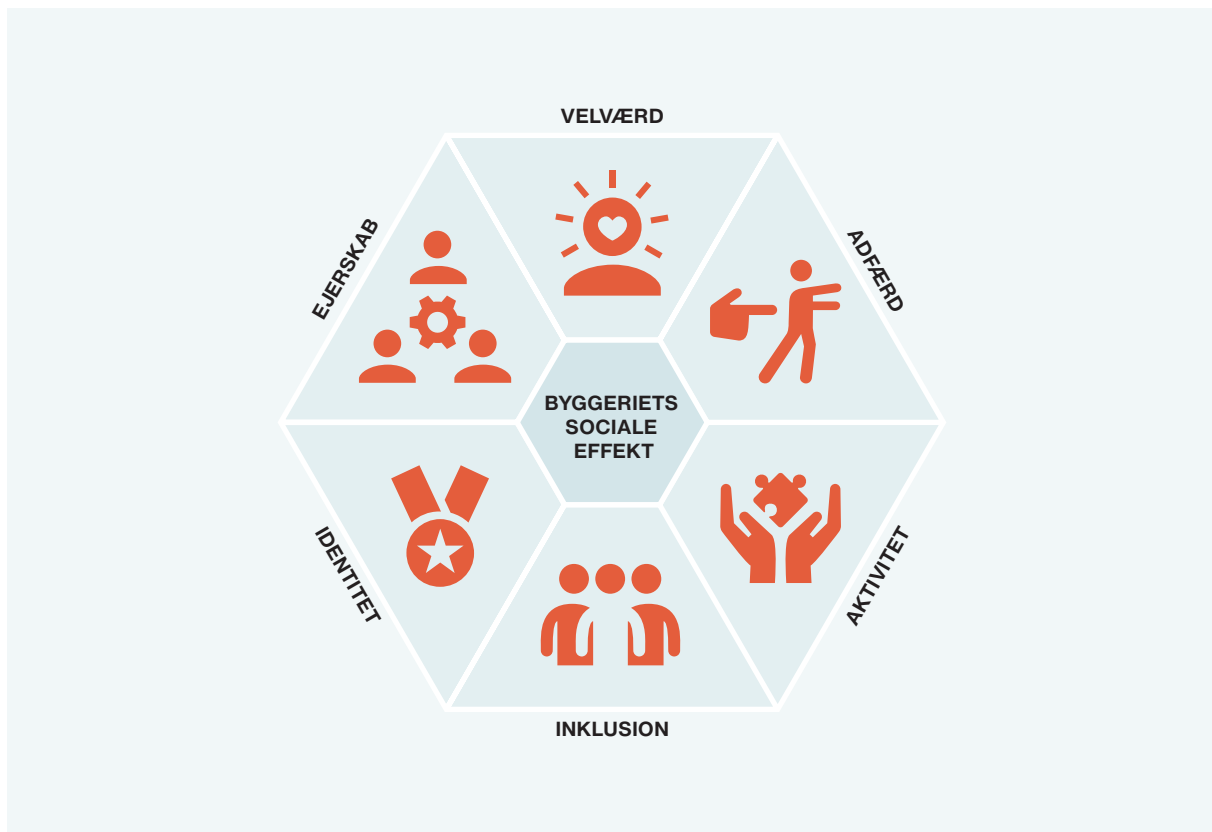 VELVÆRD
EJERSKAB
ADFÆRD
BYGGERIETS
SOCIALE
EFFEKT
IDENTITET
AKTIVITET
INKLUSION